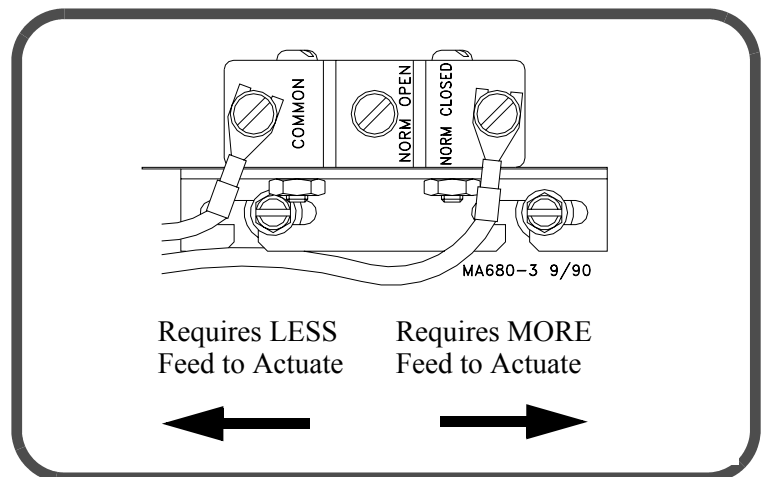 COMMON
NORM OPEN
NORM CLOSED
MA680-3 9/90
Requires LESS
Feed to Actuate
Requires MORE
Feed to Actuate